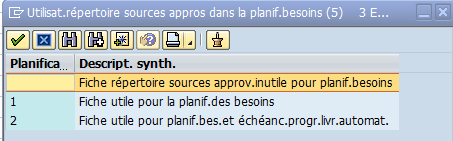 Utilisat.répertoire sources appros dans la planif.besoins (5) 3 E...
Planifica... Descript. synth.
Fiche répertoire sources approv.inutile pour planif.besoins
1 Fiche utile pour la planif.des besoins
2 Fiche utile pour planif.bes.et échéanc.progr.livr.automat.